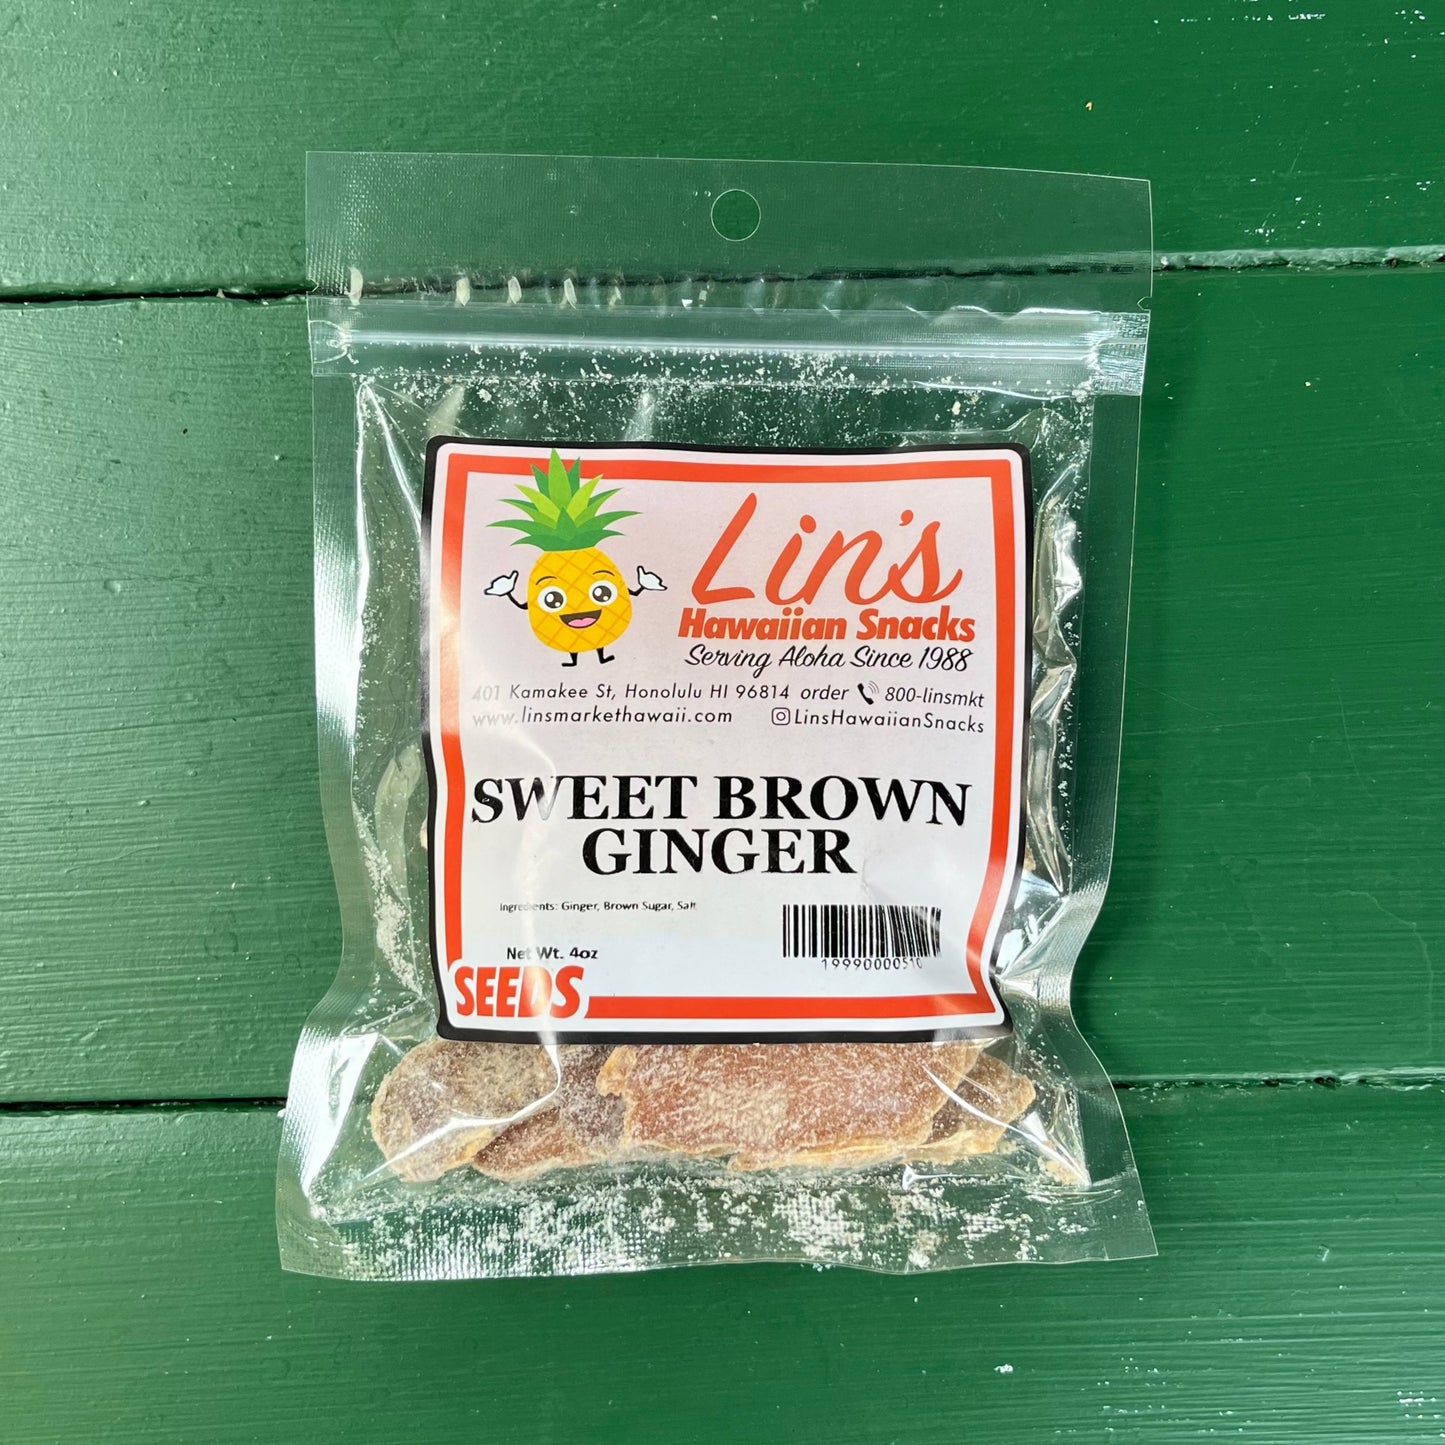 Lin's
Hawaiian Snacks
Serving Aloha Since 1988
401 Kamakee St, Honolulu HI 96814 order 800-linsmkt
www.linsmarkethawaii.com LinsHawaiianSnacks
SWEET BROWN
GINGER
Ingredients: Ginger, Brown Sugar, Salt
Net Wt. 4oz
19990000510
SEEDS